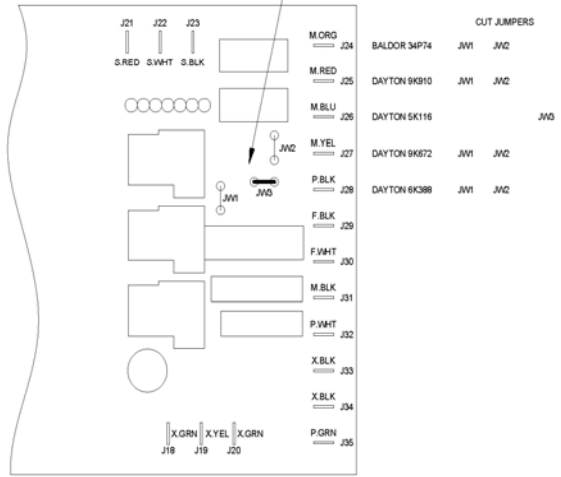 CUT JUMPERS
J21 J22 J23
S.RED S.WHT S.BLK
M.ORG
J24 BALDOR 34P74 JW1 JW2
M.RED
J25 DAYTON 9K910 JW1 JW2
M.BLU
J26 DAYTON 5K116 JW3
M.YEL
JW2
J27 DAYTON 9K672 JW1 JW2
P.BLK
J28 DAYTON 6K388 JW1 JW2
JW3
JW1
F.BLK
J29
F.WHT
J30
M.BLK
J31
P.WHT
J32
X.BLK
J33
X.BLK
J34
X.GRN X.YEL X.GRN
P.GRN
J35
J18 J19 J20